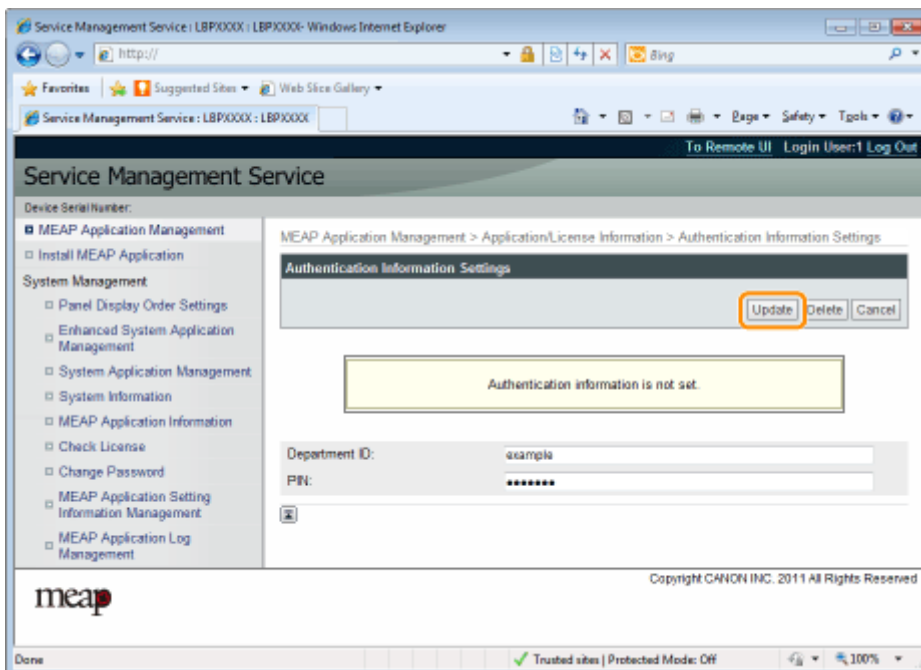 Service Management Service : LBPXXXX : LBPXXXX- Windows Internet Explorer
http://
Bing
Favorites Suggested Sites Web Slice Gallery
Service Management Service : LBPXXXX : LBPXXXX
Page Safety Tools
To Remote UI Login User:1 Log Out
Service Management Service
Device Serial Number:
MEAP Application Management
Install MEAP Application
System Management
Panel Display Order Settings
Enhanced System Application
Management
System Application Management
System Information
MEAP Application Information
Check License
Change Password
MEAP Application Setting
Information Management
MEAP Application Log
Management
MEAP Application Management > Application/License Information > Authentication Information Settings
Authentication Information Settings
Update Delete Cancel
Authentication information is not set.
Department ID: example
PIN: •••••••
Copyright CANON INC. 2011 All Rights Reserved
meap
Done Trusted sites | Protected Mode: Off 100%